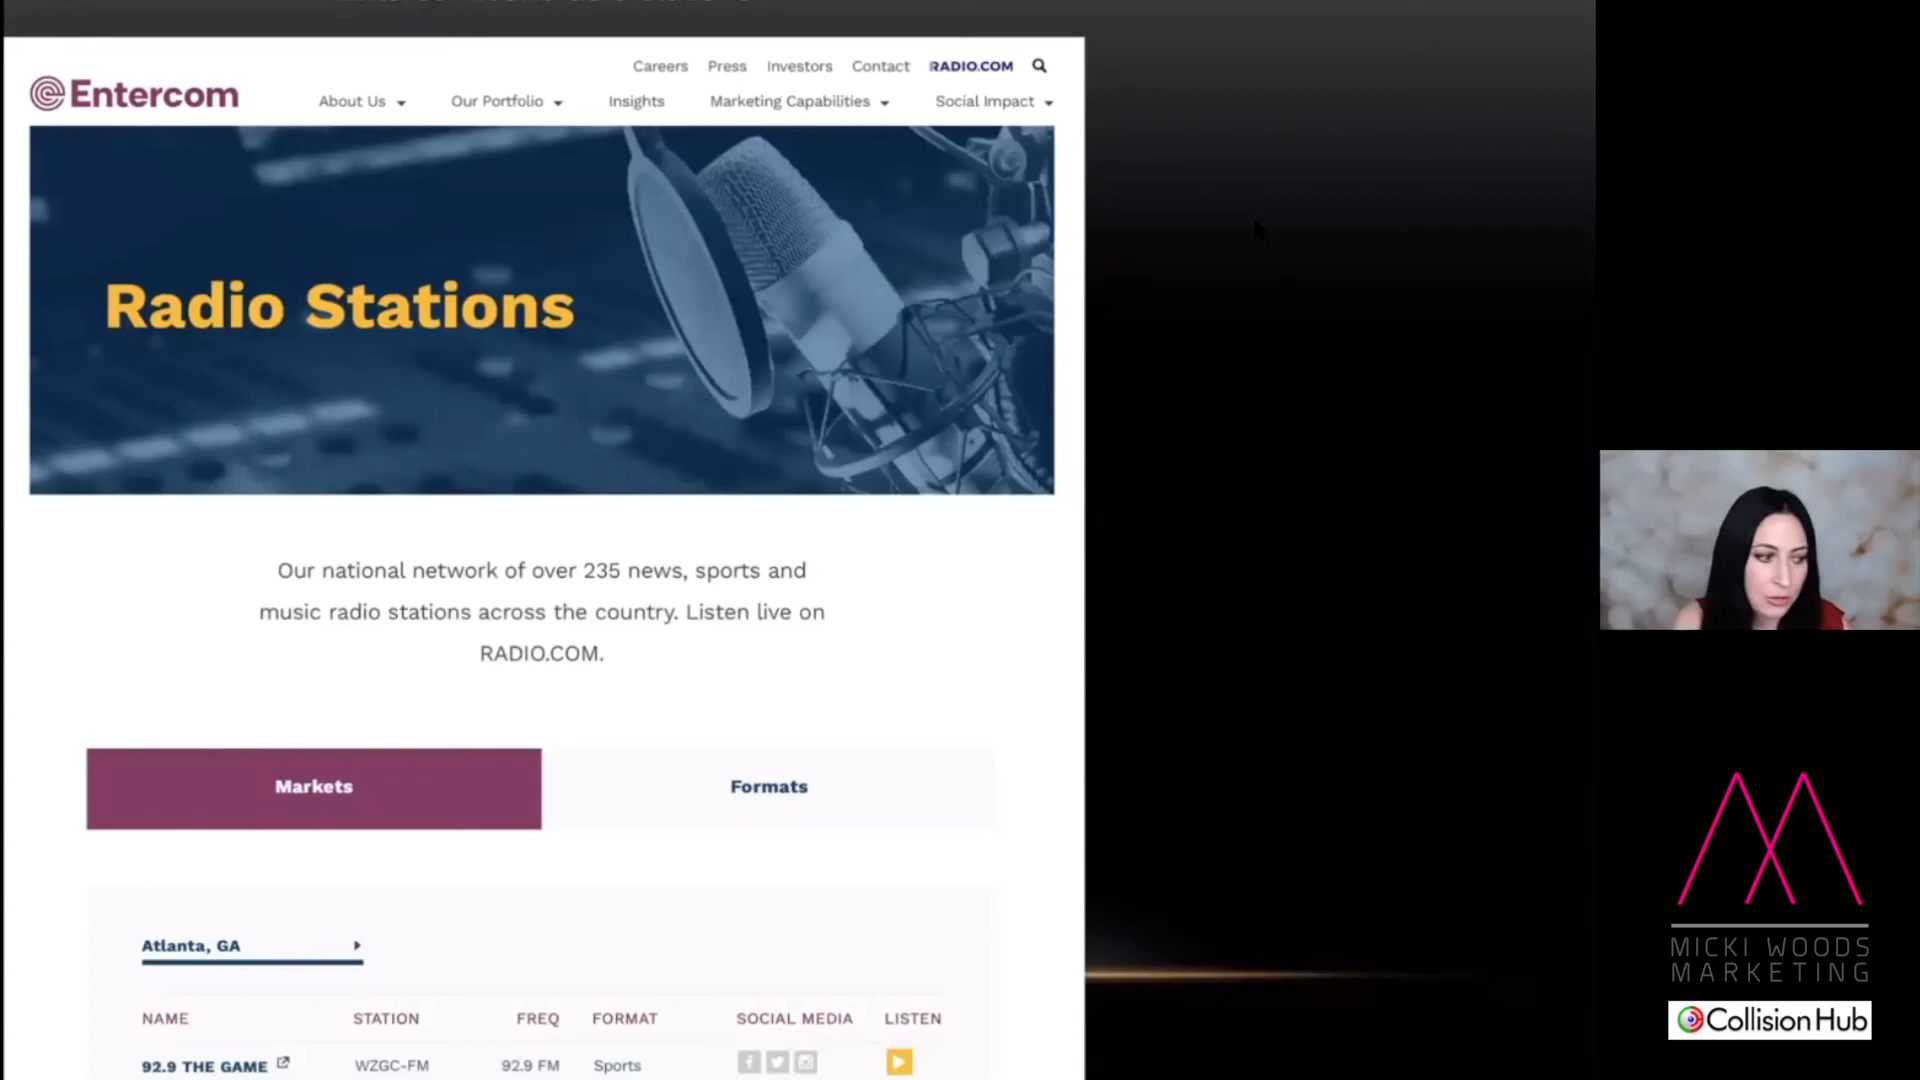 Careers Press Investors Contact RADIO.COM
Entercom
About Us Our Portfolio Insights Marketing Capabilities Social Impact
Radio Stations
Our national network of over 235 news, sports and
music radio stations across the country. Listen live on
RADIO.COM.
Markets Formats
Atlanta, GA
NAME STATION FREQ FORMAT SOCIAL MEDIA LISTEN
92.9 THE GAME WZGC-FM 92.9 FM Sports
MICKI WOODS
MARKETING
Collision Hub